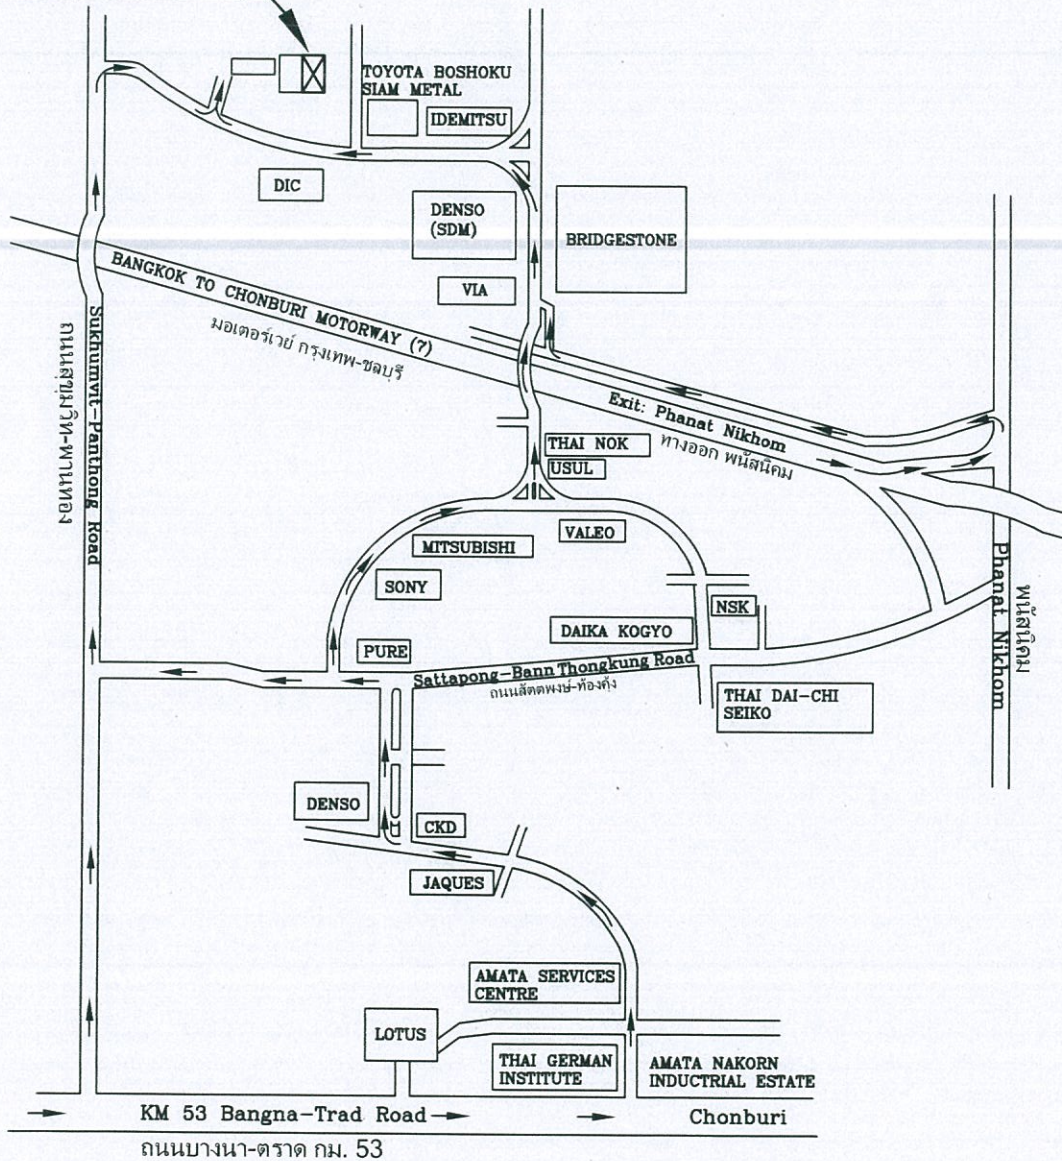 TOYOTA BOSHOKU
SIAM METAL
IDEMITSU
DIC
DENSO
(SDM)
BRIDGESTONE
VIA
BANGKOK TO CHONBURI MOTORWAY (7)
มอเตอร์เวย์ กรุงเทพ-ชลบุรี
Sukhumvit-Panthong Road
ถนนสุขุมวิท-พานทอง
Exit: Phanat Nikhom
ทางออก พนัสนิคม
THAI NOK
USUL
VALEO
MITSUBISHI
SONY
NSK
DAIKA KOGYO
PURE
Sattapong-Bann Thongkung Road
ถนนสัตตพงษ์-ท้องคุ้ง
THAI DAI-CHI
SEIKO
Phanat Nikhom
พนัสนิคม
DENSO
CKD
JAQUES
AMATA SERVICES
CENTRE
LOTUS
THAI GERMAN
INSTITUTE
AMATA NAKORN
INDUCTRIAL ESTATE
KM 53 Bangna-Trad Road
Chonburi
ถนนบางนา-ตราด กม. 53